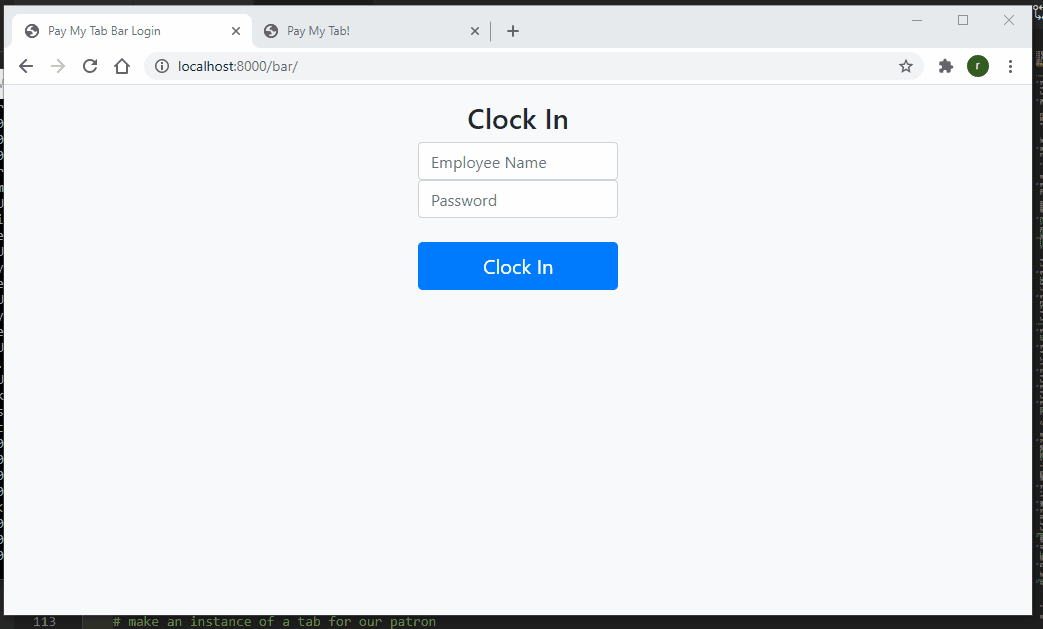 Pay My Tab Bar Login
Pay My Tab!
localhost:8000/bar/
r
Clock In
Employee Name
Password
Clock In
113 # make an instance of a tab for our patron